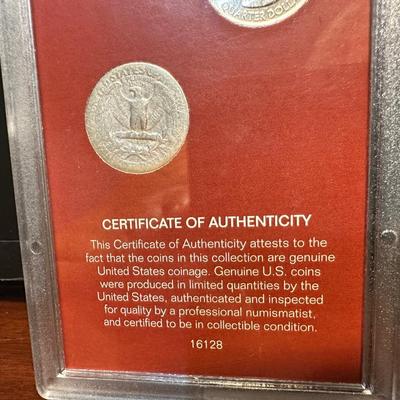 QUARTER DOLLAR
UNITED STATES OF
CERTIFICATE OF AUTHENTICITY
This Certificate of Authenticity attests to the
fact that the coins in this collection are genuine
United States coinage. Genuine U.S. coins
were produced in limited quantities by the
United States, authenticated and inspected
for quality by a professional numismatist,
and certified to be in collectible condition.
16128